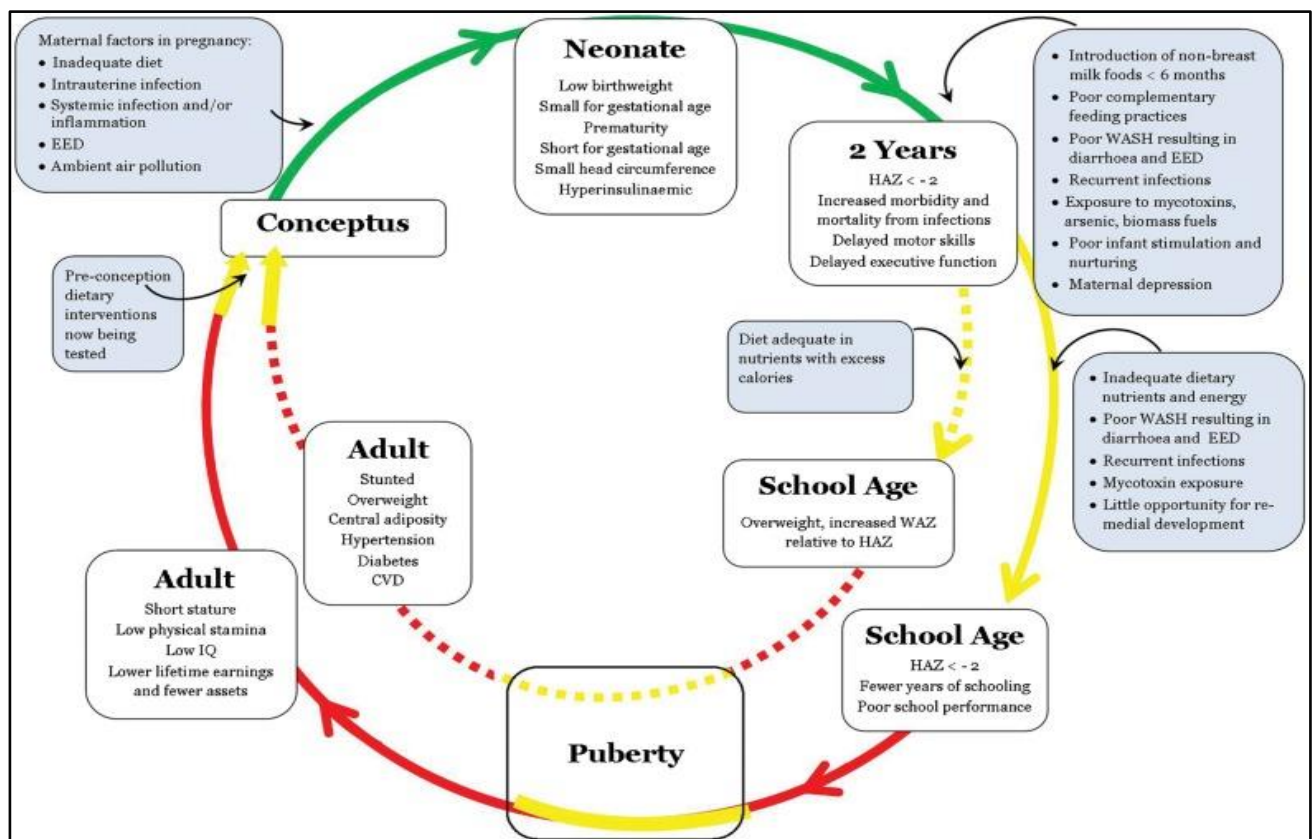 Maternal factors in pregnancy:
• Inadequate diet
• Intrauterine infection
• Systemic infection and/or
inflammation
• EED
• Ambient air pollution
Neonate
Low birthweight
Small for gestational age
Prematurity
Short for gestational age
Small head circumference
Hyperinsulinaemic
• Introduction of non-breast
milk foods < 6 months
• Poor complementary
feeding practices
• Poor WASH resulting in
diarrhoea and EED
• Recurrent infections
• Exposure to mycotoxins,
arsenic, biomass fuels
• Poor infant stimulation and
nurturing
• Maternal depression
2 Years
HAZ < - 2
Increased morbidity and
mortality from infections
Delayed motor skills
Delayed executive function
Conceptus
Pre-conception
dietary
interventions
now being
tested
Diet adequate in
nutrients with excess
calories
• Inadequate dietary
nutrients and energy
• Poor WASH resulting in
diarrhoea and EED
• Recurrent infections
• Mycotoxin exposure
• Little opportunity for re-
medial development
Adult
Stunted
Overweight
Central adiposity
Hypertension
Diabetes
CVD
School Age
Overweight, increased WAZ
relative to HAZ
Adult
Short stature
Low physical stamina
Low IQ
Lower lifetime earnings
and fewer assets
School Age
HAZ < - 2
Fewer years of schooling
Poor school performance
Puberty